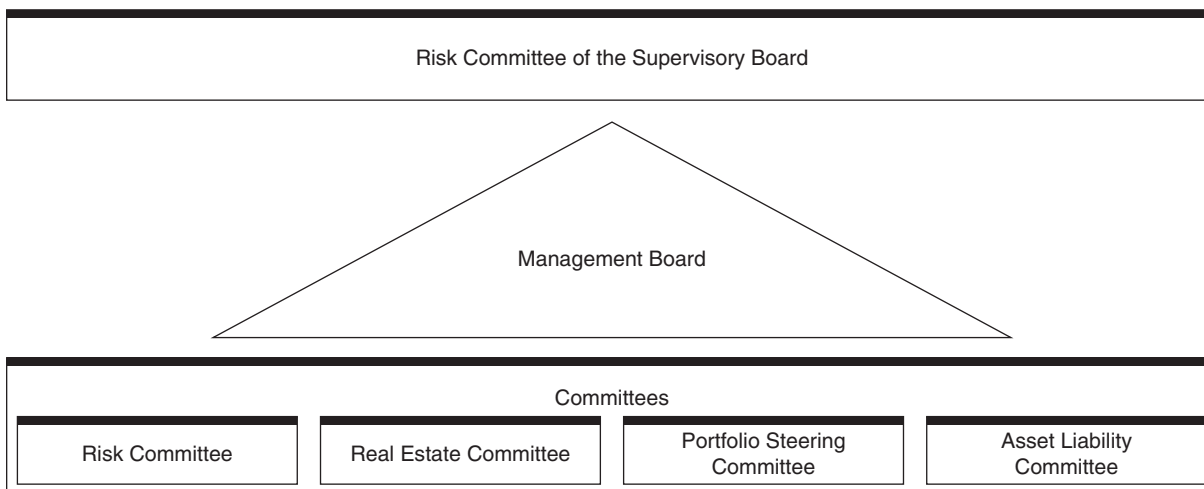 Risk Committee of the Supervisory Board
Management Board
Committees
Risk Committee
Real Estate Committee
Portfolio Steering
Committee
Asset Liability
Committee